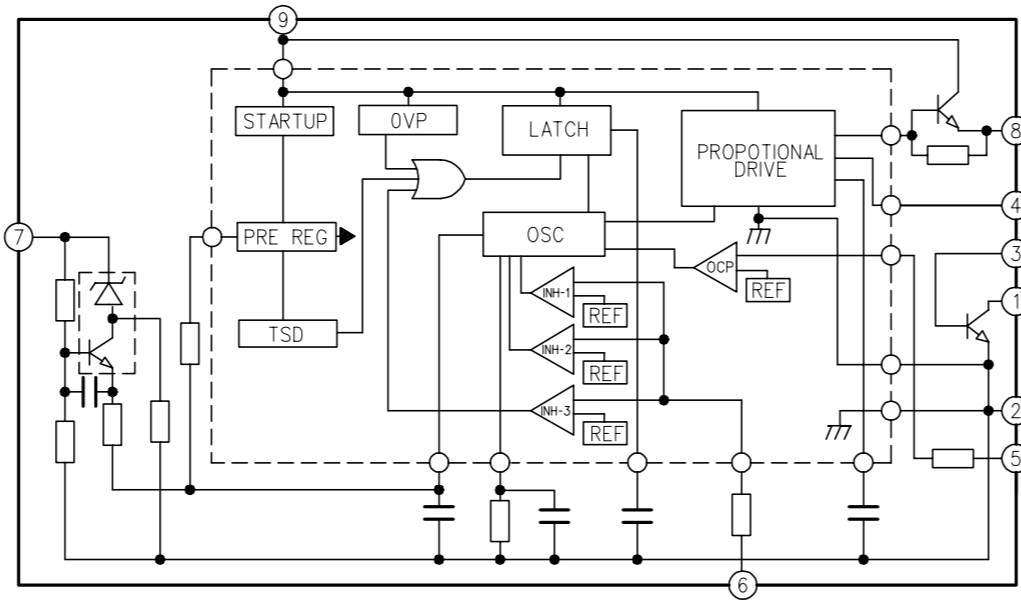 9
STARTUP
OVP
LATCH
PROPOTIONAL
DRIVE
8
4
7
PRE REG
OSC
OCP
REF
3
INH-1
REF
1
TSD
INH-2
REF
INH-3
REF
2
5
6